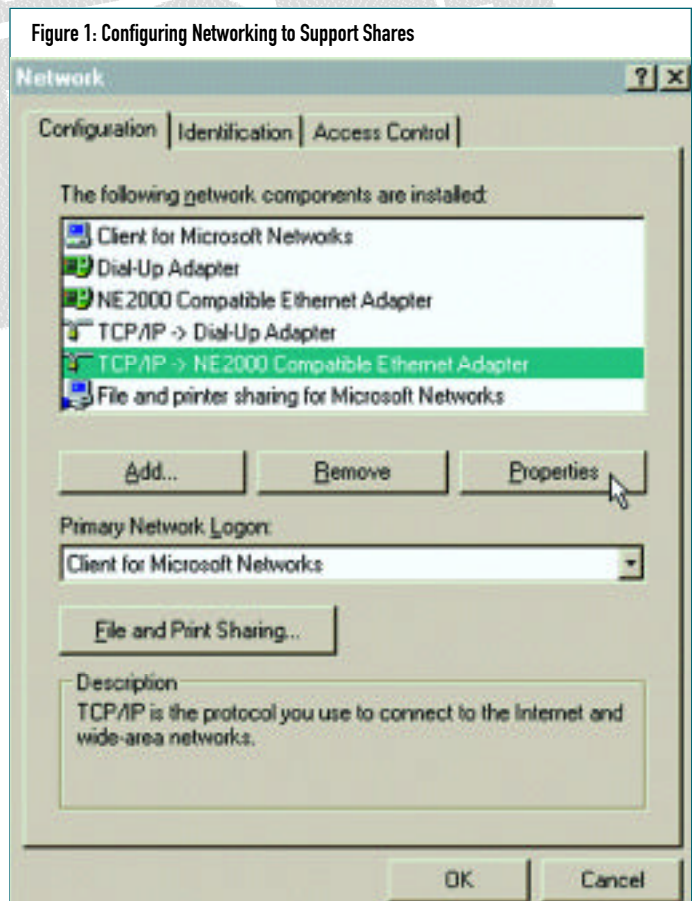 Figure 1: Configuring Networking to Support Shares
Network
Configuration Identification Access Control
The following network components are installed:
Client for Microsoft Networks
Dial-Up Adapter
NE2000 Compatible Ethernet Adapter
TCP/IP -> Dial-Up Adapter
TCP/IP -> NE2000 Compatible Ethernet Adapter
File and printer sharing for Microsoft Networks
Add... Remove Properties
Primary Network Logon:
Client for Microsoft Networks
File and Print Sharing...
Description
TCP/IP is the protocol you use to connect to the Internet and
wide-area networks.
OK Cancel